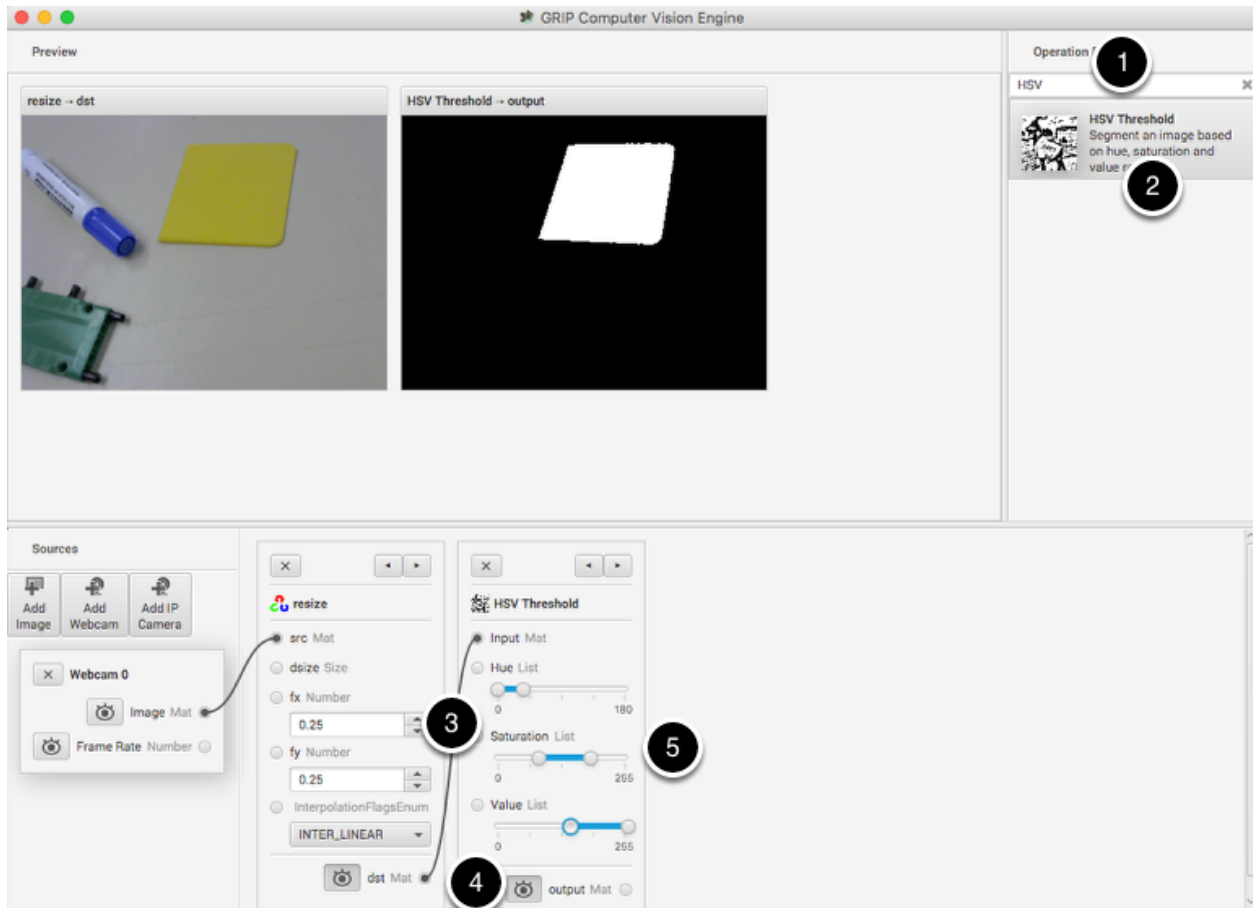 GRIP Computer Vision Engine
Preview
Operation
1
HSV
resize → dst
HSV Threshold → output
HSV Threshold
Segment an image based
on hue, saturation and
value
2
Sources
Add Image
Add Webcam
Add IP Camera
Webcam 0
Image Mat
Frame Rate Number
resize
src Mat
dsize Size
fx Number
0.25
fy Number
0.25
InterpolationFlagsEnum
INTER_LINEAR
dst Mat
3
4
HSV Threshold
Input Mat
Hue List
0 180
Saturation List
0 255
Value List
0 255
output Mat
5